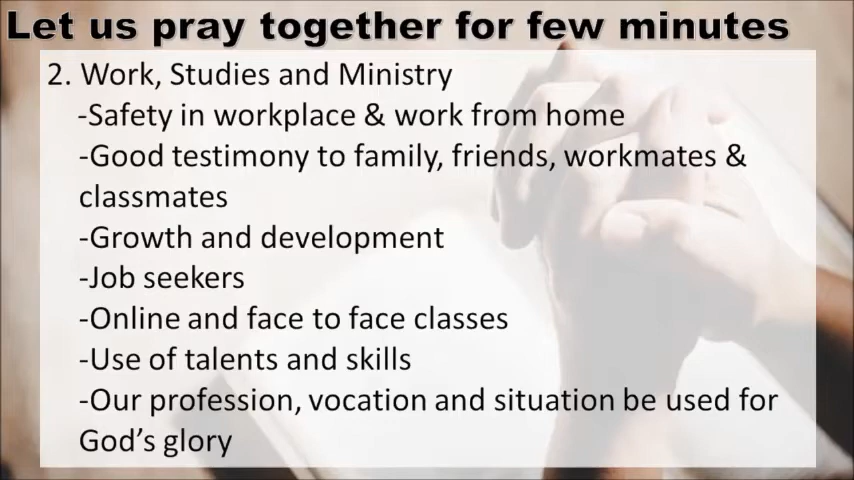 Let us pray together for few minutes
2. Work, Studies and Ministry
-Safety in workplace & work from home
-Good testimony to family, friends, workmates &
classmates
-Growth and development
-Job seekers
-Online and face to face classes
-Use of talents and skills
-Our profession, vocation and situation be used for
God’s glory